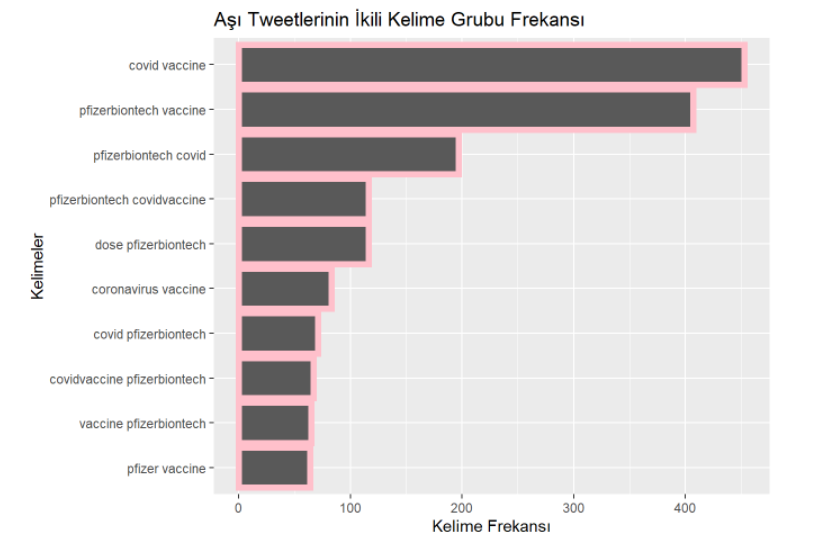 Aşı Tweetlerinin İkili Kelime Grubu Frekansı
covid vaccine
pfizerbiontech vaccine
pfizerbiontech covid
pfizerbiontech covidvaccine
dose pfizerbiontech
coronavirus vaccine
covid pfizerbiontech
covidvaccine pfizerbiontech
vaccine pfizerbiontech
pfizer vaccine
Kelimeler
0 100 200 300 400
Kelime Frekansı